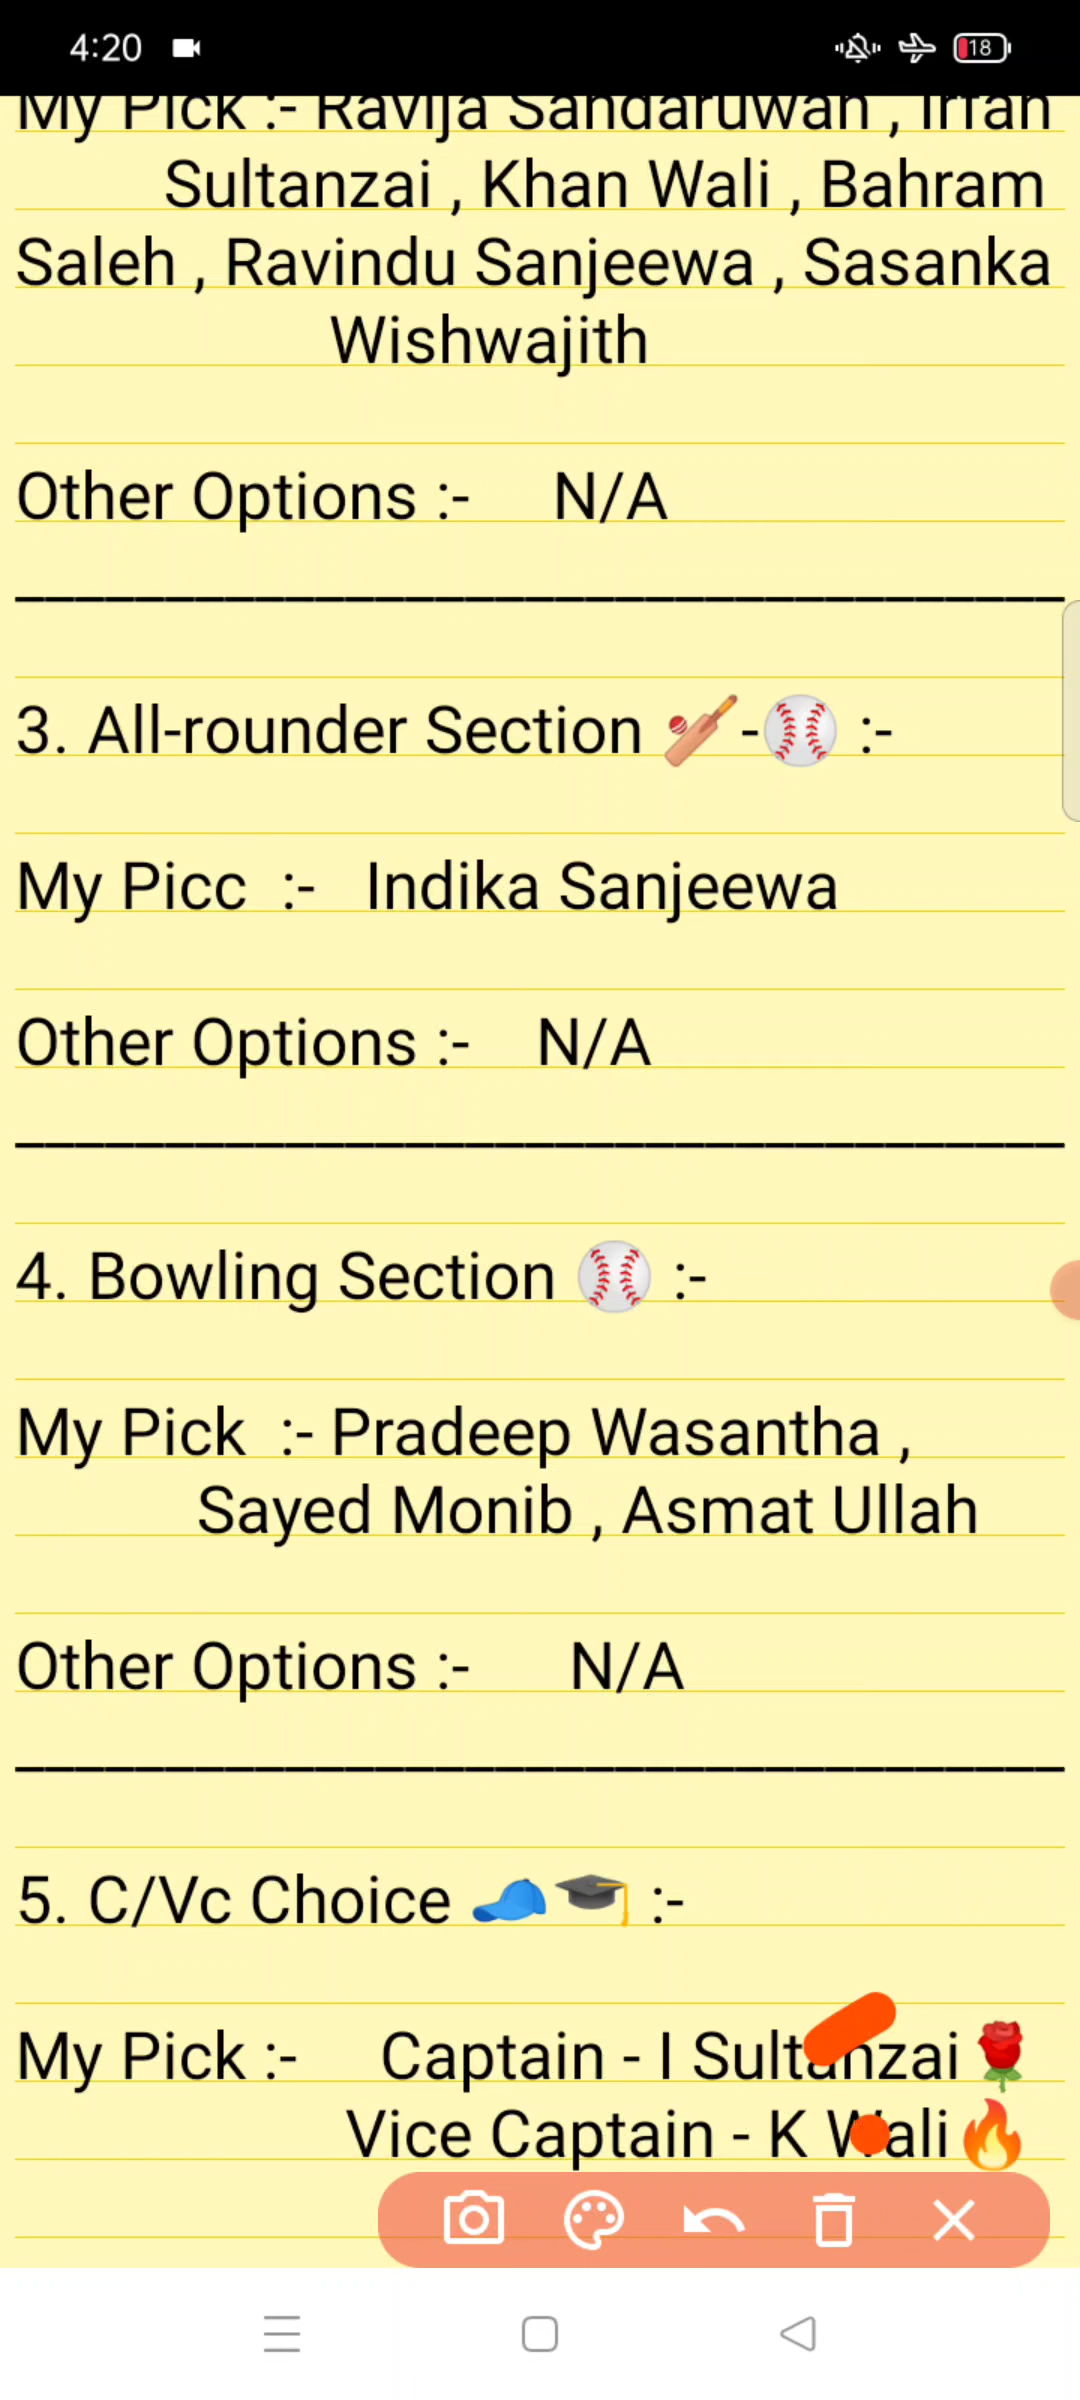 4:20
18
My Pick :- Ravija Sandaruwan , Irfan
Sultanzai , Khan Wali , Bahram
Saleh , Ravindu Sanjeewa , Sasanka
Wishwajith
Other Options :- N/A
3. All-rounder Section 🏏-⚾ :-
My Picc :- Indika Sanjeewa
Other Options :- N/A
4. Bowling Section ⚾ :-
My Pick :- Pradeep Wasantha ,
Sayed Monib , Asmat Ullah
Other Options :- N/A
5. C/Vc Choice 🧢🎓 :-
My Pick :- Captain - I Sultanzai🌹
Vice Captain - K Wali🔥